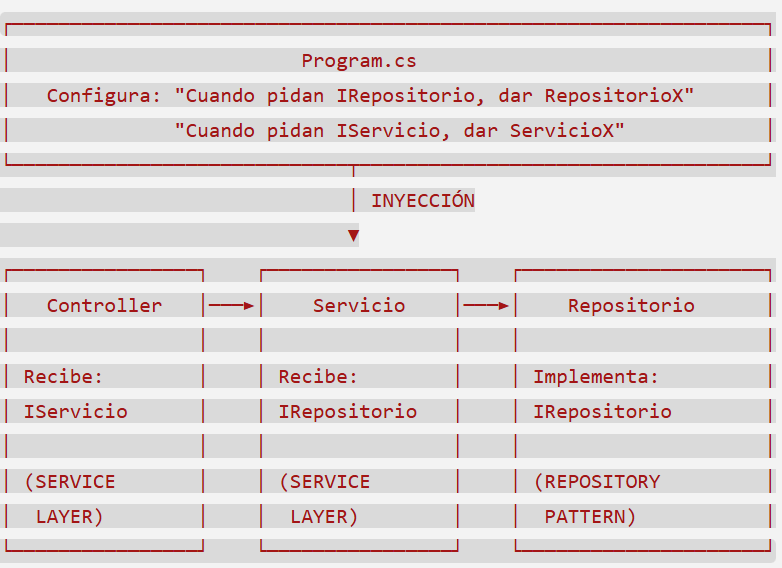 Program.cs
Configura: "Cuando pidan IRepositorio, dar RepositorioX"
"Cuando pidan IServicio, dar ServicioX"
INYECCIÓN
Controller Servicio Repositorio
Recibe: Recibe: Implementa:
IServicio IRepositorio IRepositorio
(SERVICE (SERVICE (REPOSITORY
LAYER) LAYER) PATTERN)